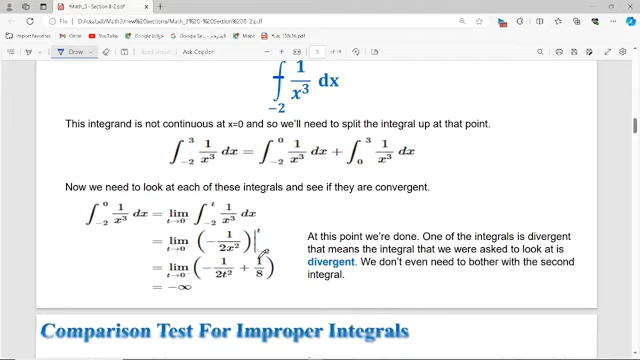 Math_3 - Section 8-2.pdf
Import favorites
YouTube
Gmail
Draw
Ask Copilot
5 of 19
∫ 1/x³ dx
−2
This integrand is not continuous at x=0 and so we'll need to split the integral up at that point.
∫_{-2}^{3} 1/x³ dx = ∫_{-2}^{0} 1/x³ dx + ∫_{0}^{3} 1/x³ dx
Now we need to look at each of these integrals and see if they are convergent.
∫_{-2}^{0} 1/x³ dx = lim_{t→0⁻} ∫_{-2}^{t} 1/x³ dx
= lim_{t→0⁻} (− 1/2x²) |^{t}
= lim_{t→0⁻} (− 1/2t² + 1/8)
= −∞
At this point we're done. One of the integrals is divergent
that means the integral that we were asked to look at is
divergent. We don't even need to bother with the second
integral.
Comparison Test For Improper Integrals